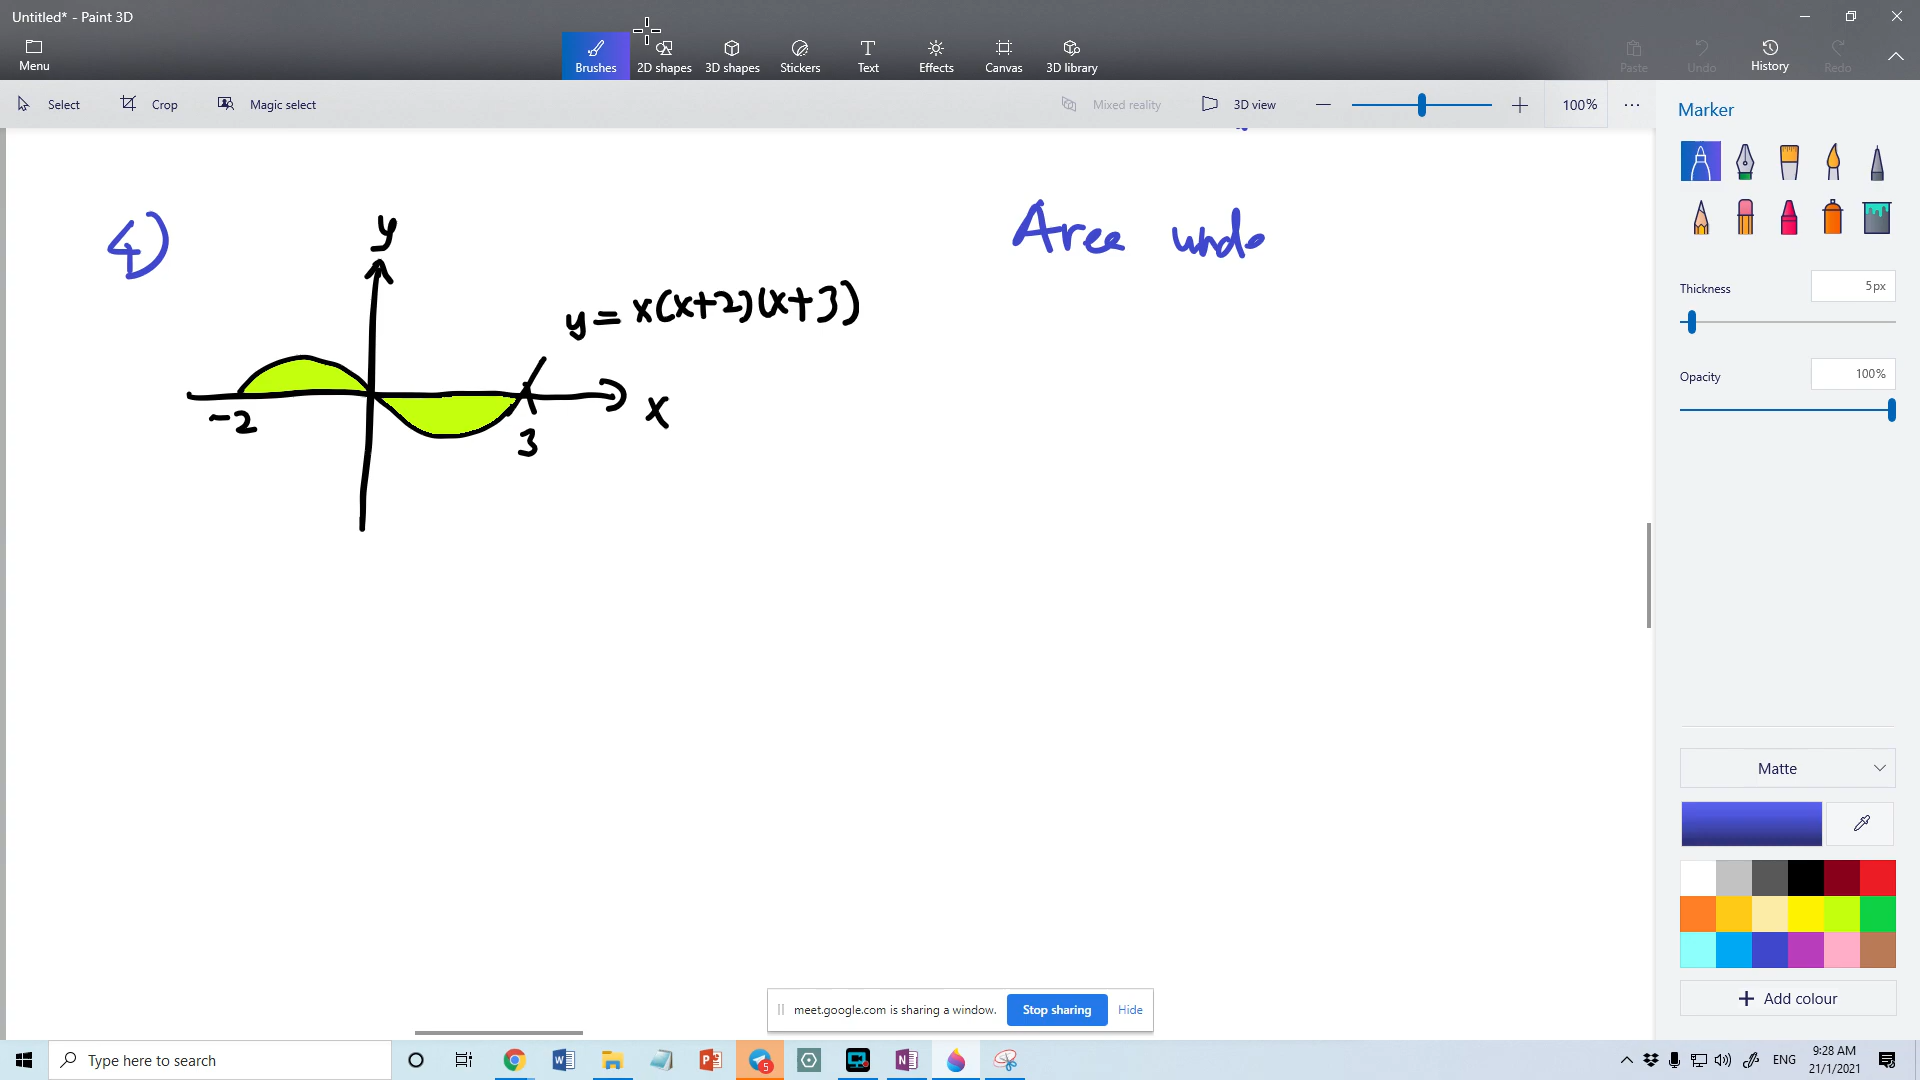 Untitled* - Paint 3D
Menu
Brushes
2D shapes
3D shapes
Stickers
Text
Effects
Canvas
3D library
Paste
Undo
History
Redo
Select
Crop
Magic select
Mixed reality
3D view
100%
Marker
Thickness
5px
Opacity
100%
Matte
Add colour
4)
y
y = x(x+2)(x+3)
-2
3
x
Area unde
meet.google.com is sharing a window.
Stop sharing
Hide
Type here to search
5
ENG
9:28 AM
21/1/2021